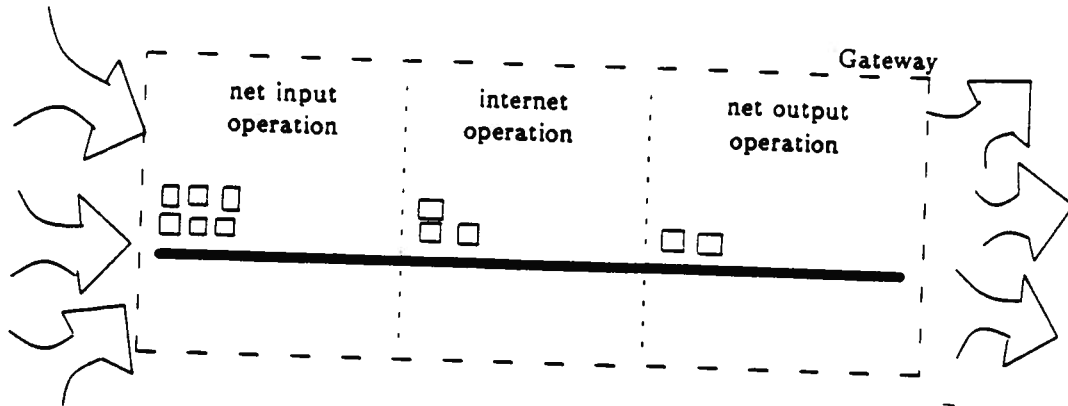 Gateway
net input
operation
internet
operation
net output
operation